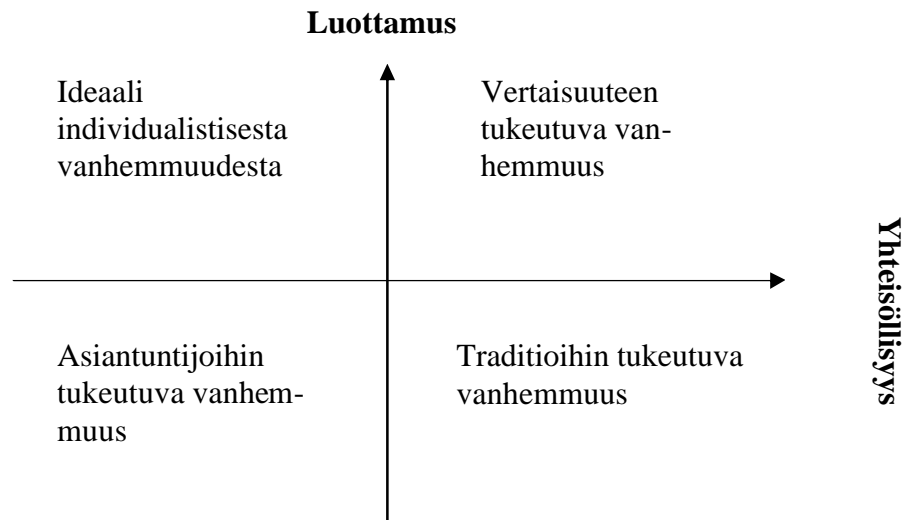 Luottamus
Ideaali
individualistisesta
vanhemmuudesta
Vertaisuuteen
tukeutuva van-
hemmuus
Yhteisöllisyys
Asiantuntijoihin
tukeutuva vanhem-
muus
Traditioihin tukeutuva
vanhemmuus